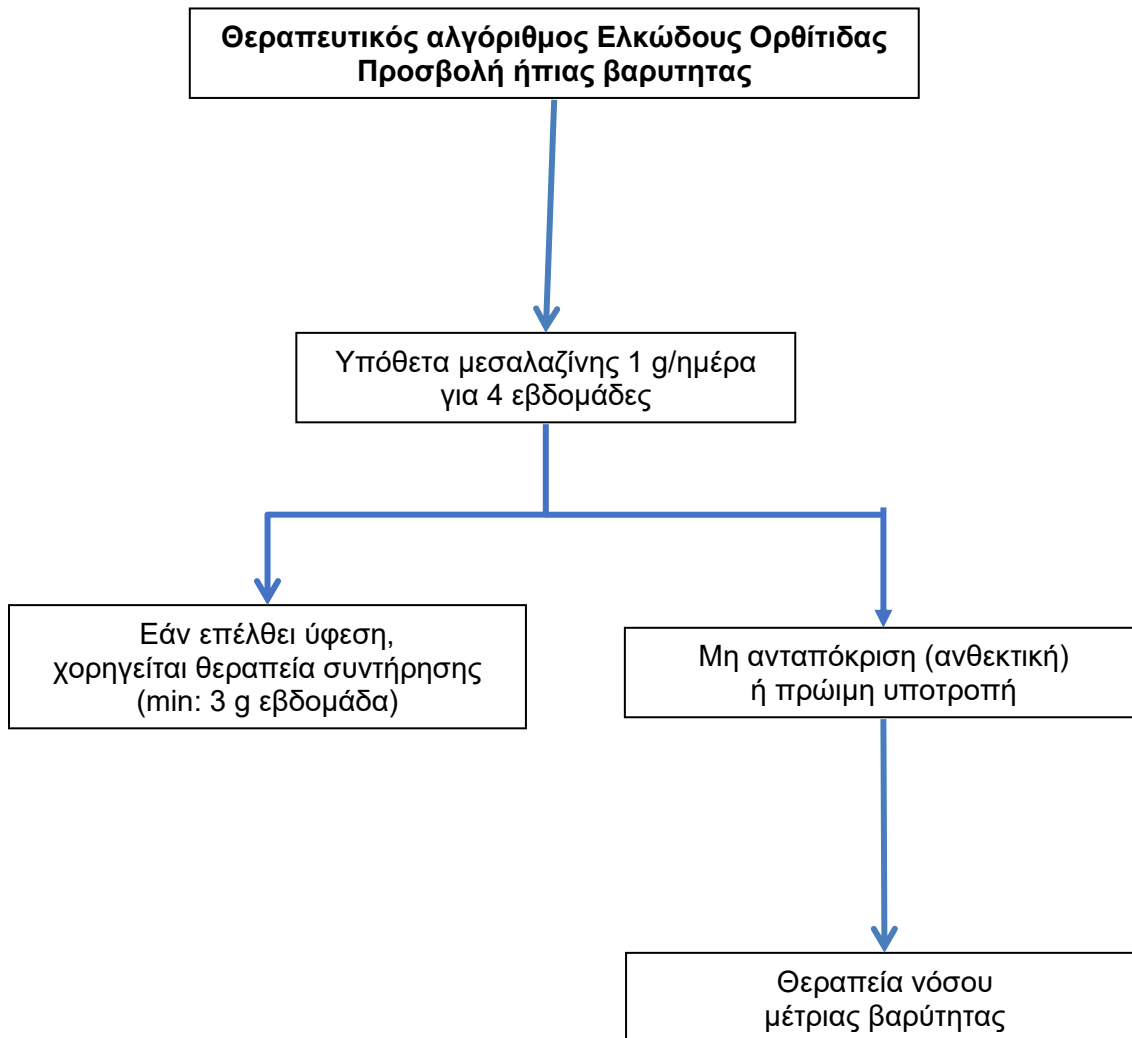 Θεραπευτικός αλγόριθμος Ελκώδους Ορθίτιδας
Προσβολή ήπιας βαρυτητας
Υπόθετα μεσαλαζίνης 1 g/ημέρα
για 4 εβδομάδες
Εάν επέλθει ύφεση,
χορηγείται θεραπεία συντήρησης
(min: 3 g εβδομάδα)
Μη ανταπόκριση (ανθεκτική)
ή πρώιμη υποτροπή
Θεραπεία νόσου
μέτριας βαρύτητας